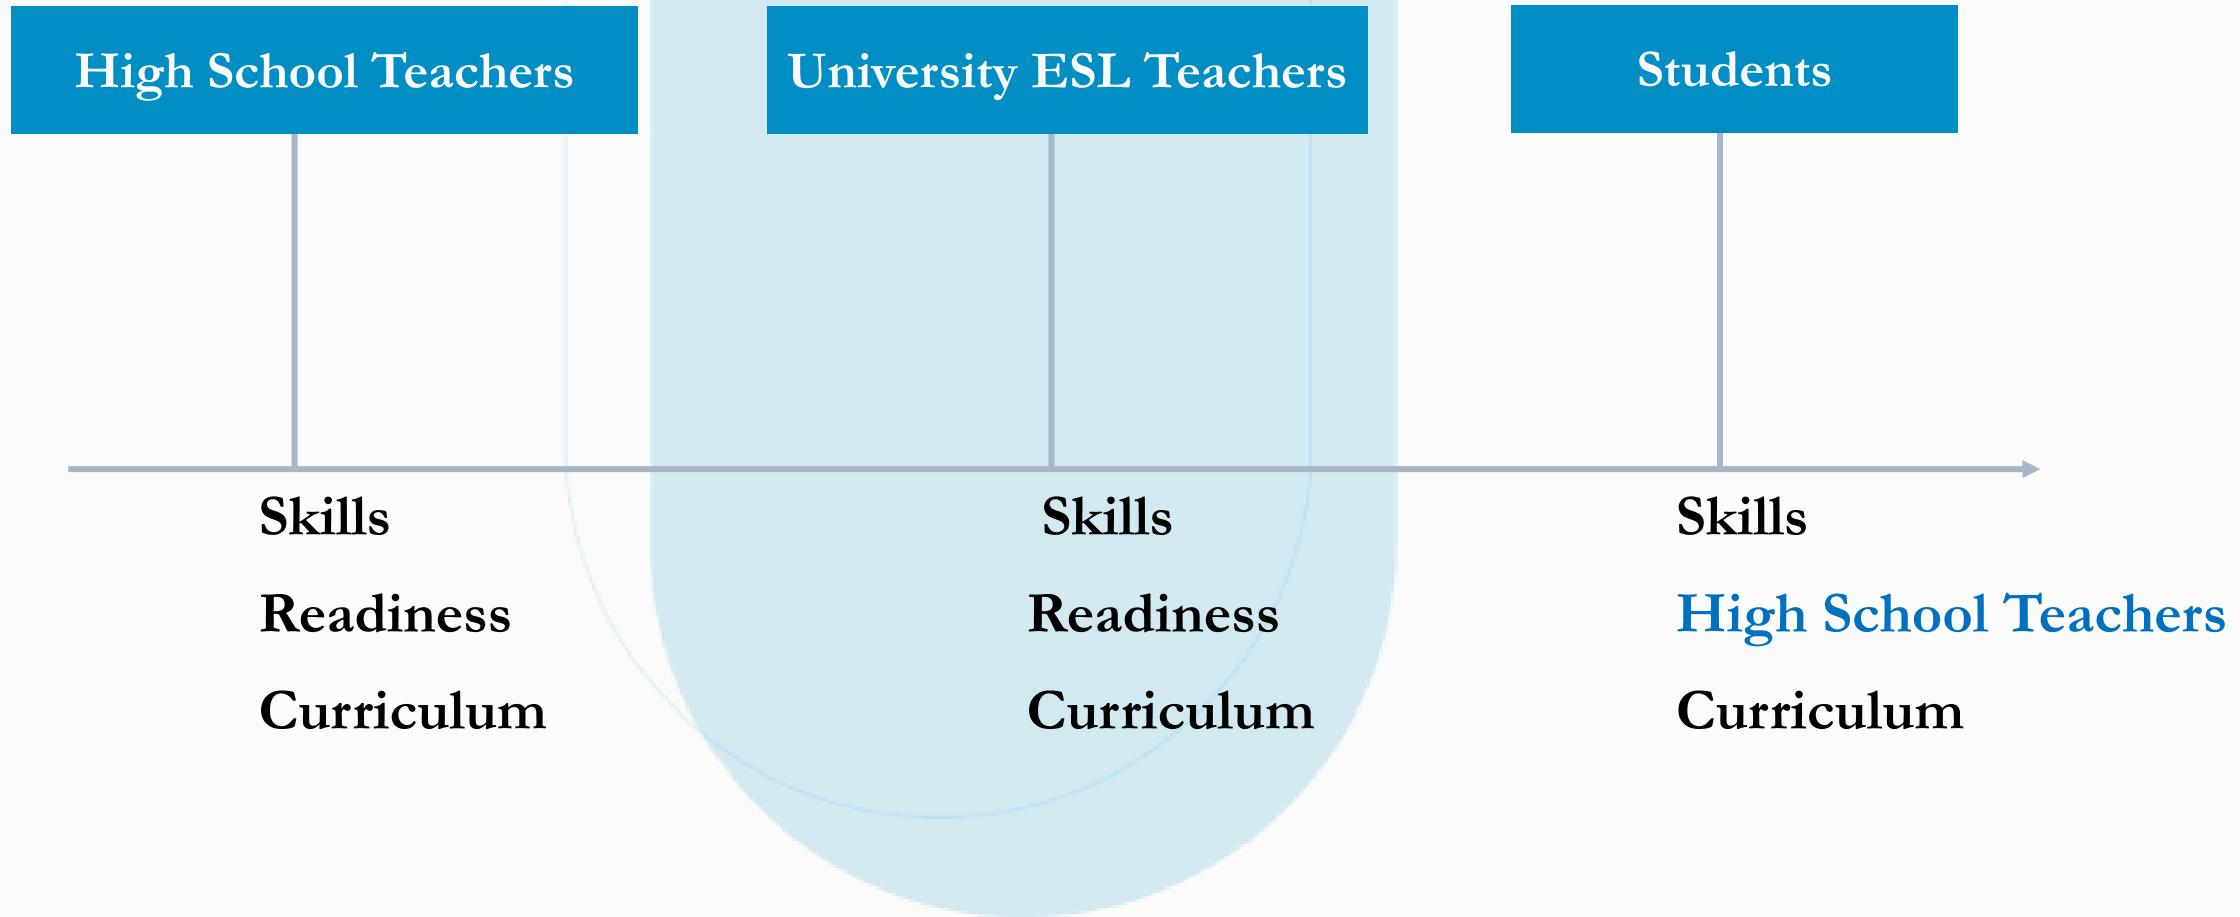 High School Teachers
University ESL Teachers
Students
Skills
Readiness
Curriculum
Skills
Readiness
Curriculum
Skills
High School Teachers
Curriculum